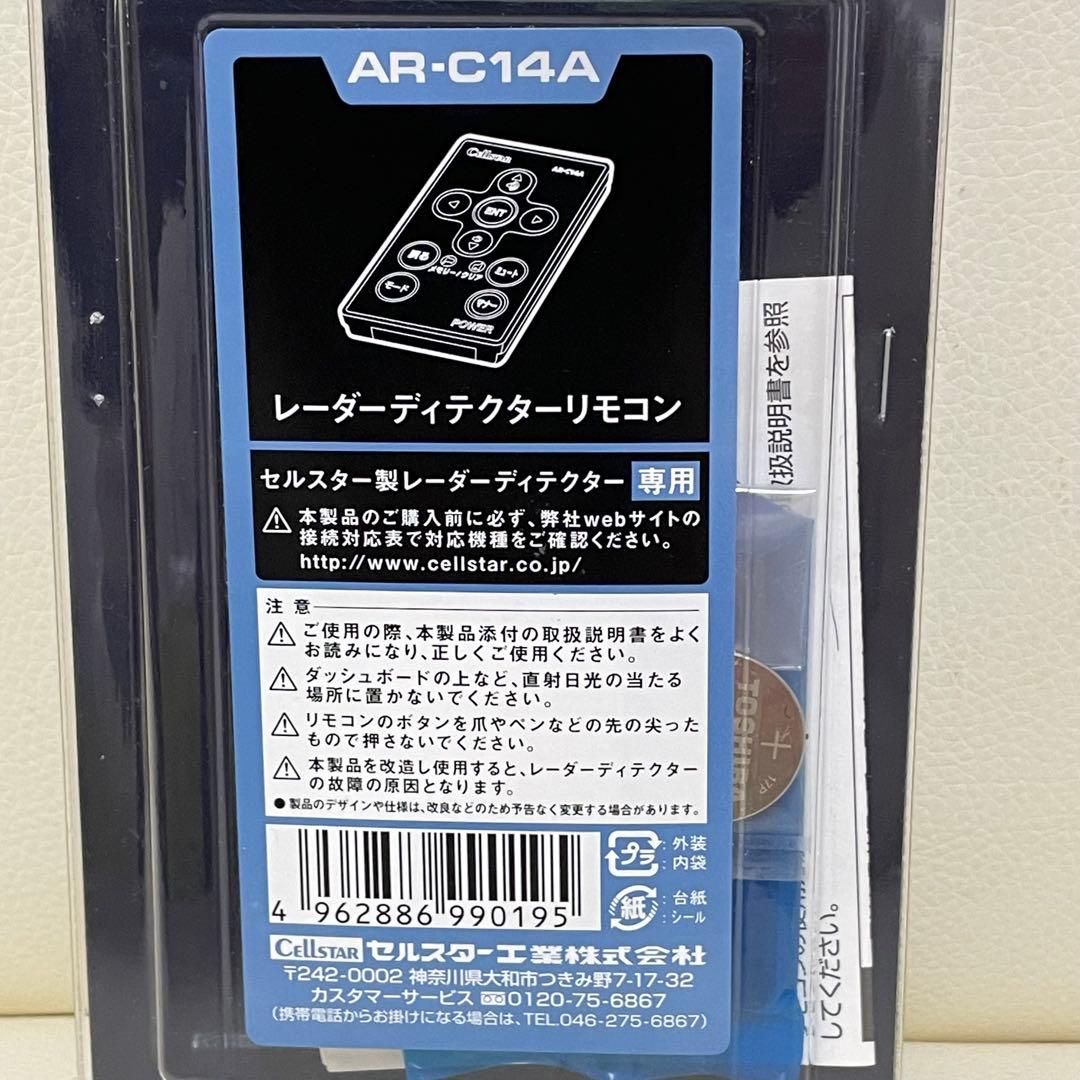 AR-C14A
CELLSTAR
AR-C14A
ENT
戻る
メモリー/クリア
ミュート
モード
マナー
POWER
レーダーディテクターリモコン
セルスター製レーダーディテクター 専用
本製品のご購入前に必ず、弊社webサイトの
接続対応表で対応機種をご確認ください。
http://www.cellstar.co.jp/
注意
ご使用の際、本製品添付の取扱説明書をよく
お読みになり、正しくご使用ください。
ダッシュボードの上など、直射日光の当たる
場所に置かないでください。
リモコンのボタンを爪やペンなどの先の尖った
もので押さないでください。
本製品を改造し使用すると、レーダーディテクター
の故障の原因となります。
●製品のデザインや仕様は、改良などのため予告なく変更する場合があります。
4 962886 990195
プラ : 外装
: 内袋
紙 : 台紙
: シール
CELLSTAR セルスター工業株式会社
〒242-0002 神奈川県大和市つきみ野7-17-32
カスタマーサービス 0120-75-6867
(携帯電話からお掛けになる場合は、TEL.046-275-6867)
扱説明書を参照
してください。
TOSHIBA
+
17P